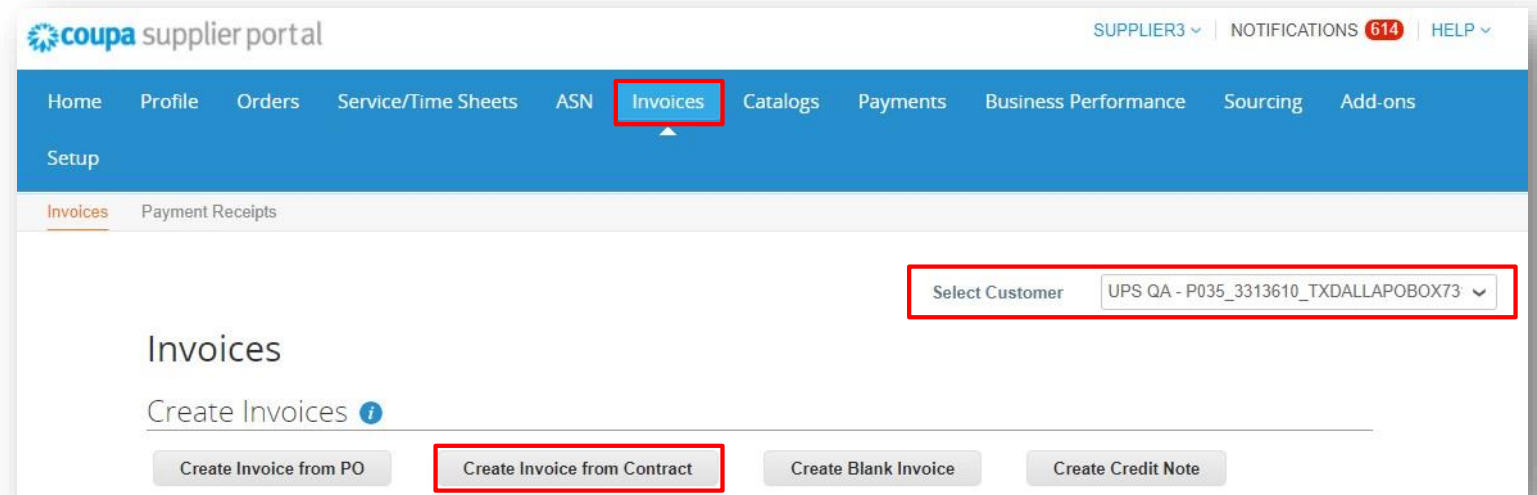 coupa supplier portal SUPPLIER3 NOTIFICATIONS 614 HELP
Home Profile Orders Service/Time Sheets ASN Invoices Catalogs Payments Business Performance Sourcing Add-ons
Setup
Invoices Payment Receipts
Select Customer UPS QA - P035_3313610_TXDALLAPOBOX73
Invoices
Create Invoices i
Create Invoice from PO Create Invoice from Contract Create Blank Invoice Create Credit Note